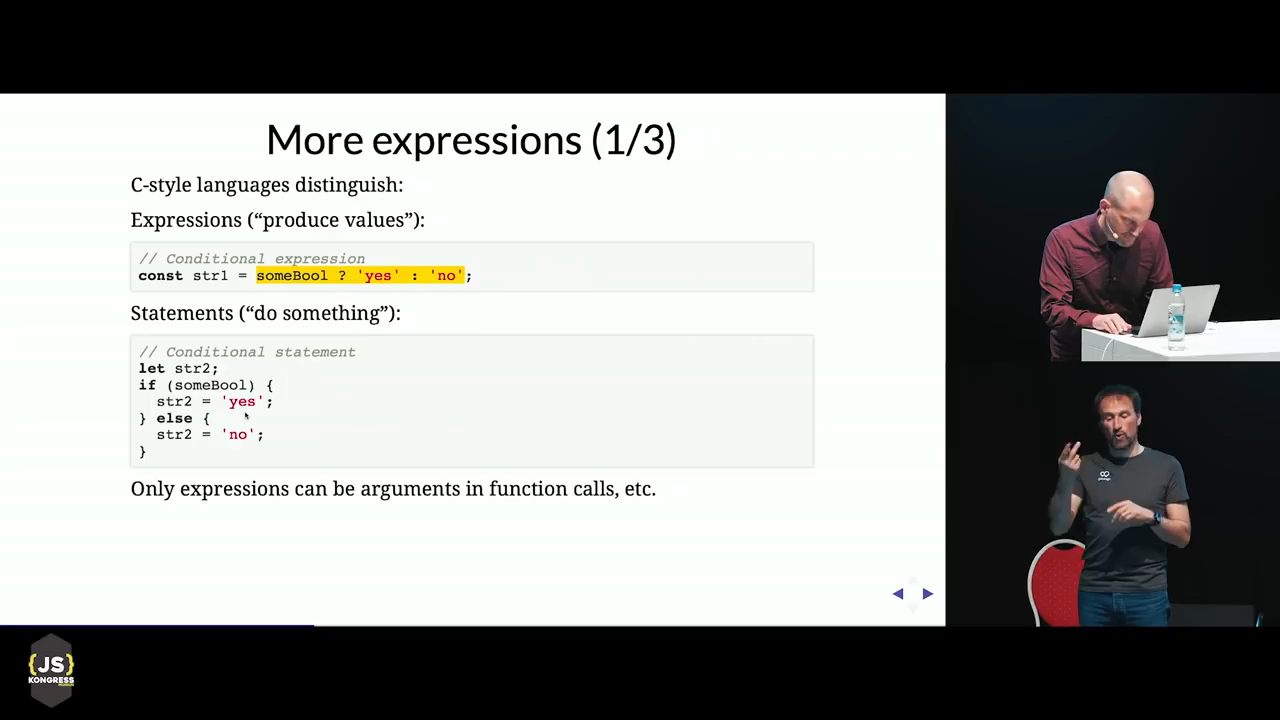 More expressions (1/3)
C-style languages distinguish:
Expressions (“produce values”):
// Conditional expression
const str1 = someBool ? 'yes' : 'no';
Statements (“do something”):
// Conditional statement
let str2;
if (someBool) {
  str2 = 'yes';
} else {
  str2 = 'no';
}
Only expressions can be arguments in function calls, etc.
{JS}
KONGRESS